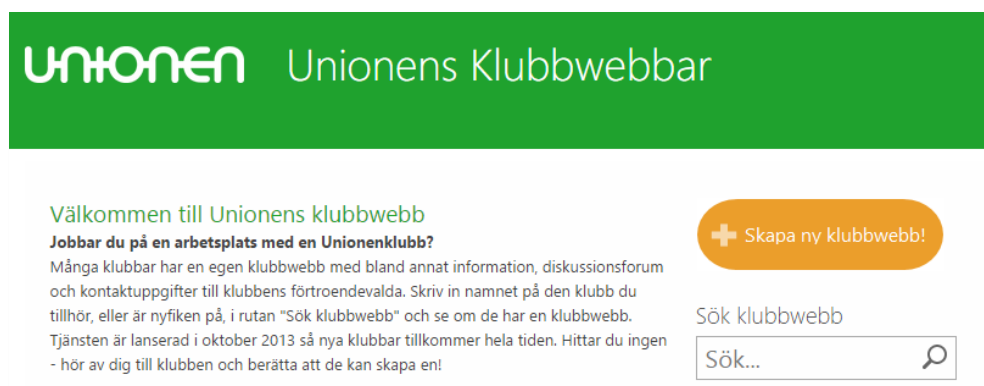 unionen Unionens Klubbwebbar
Välkommen till Unionens klubbwebb
Jobbar du på en arbetsplats med en Unionenklubb?
Många klubbar har en egen klubbwebb med bland annat information, diskussionsforum
och kontaktuppgifter till klubbens förtroendevalda. Skriv in namnet på den klubb du
tillhör, eller är nyfiken på, i rutan "Sök klubbwebb" och se om de har en klubbwebb.
Tjänsten är lanserad i oktober 2013 så nya klubbar tillkommer hela tiden. Hittar du ingen
- hör av dig till klubben och berätta att de kan skapa en!
Skapa ny klubbwebb!
Sök klubbwebb
Sök...